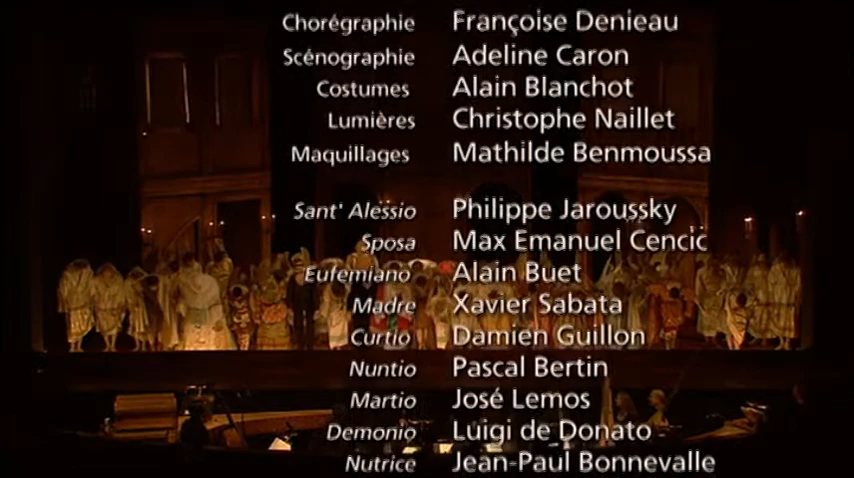 Chorégraphie Françoise Denieau
Scénographie Adeline Caron
Costumes Alain Blanchot
Lumières Christophe Naillet
Maquillages Mathilde Benmoussa
Sant' Alessio Philippe Jaroussky
Sposa Max Emanuel Cencic
Eufemiano Alain Buet
Madre Xavier Sabata
Curtio Damien Guillon
Nuntio Pascal Bertin
Martio José Lemos
Demonio Luigi de Donato
Nutrice Jean-Paul Bonnevalle